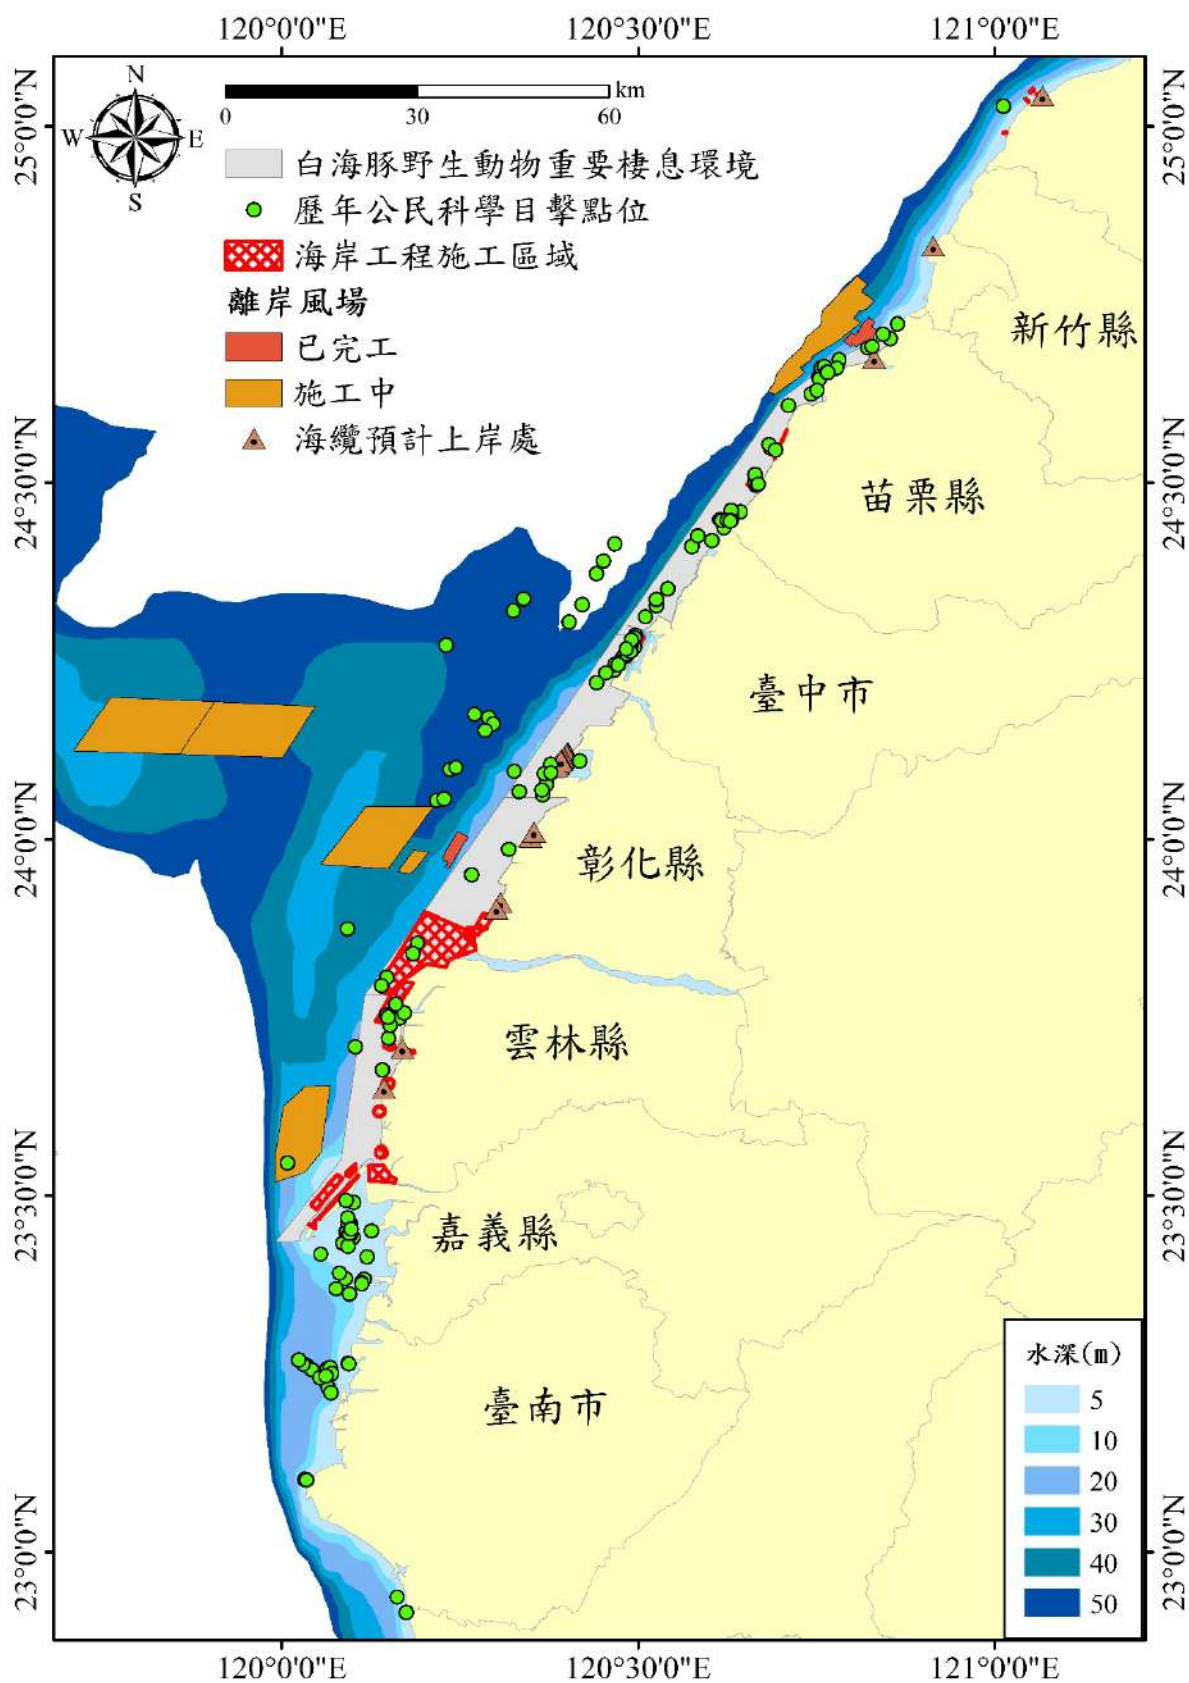 120°0'0"E 120°30'0"E 121°0'0"E
N
W E
S
km
0 30 60
白海豚野生動物重要棲息環境
歷年公民科學目擊點位
海岸工程施工區域
離岸風場
已完工
施工中
海纜預計上岸處
25°0'0"N 25°0'0"N
新竹縣
24°30'0"N 24°30'0"N
苗栗縣
臺中市
24°0'0"N 24°0'0"N
彰化縣
雲林縣
23°30'0"N 23°30'0"N
嘉義縣
臺南市
水深(m)
5
10
20
30
40
50
23°0'0"N 23°0'0"N
120°0'0"E 120°30'0"E 121°0'0"E